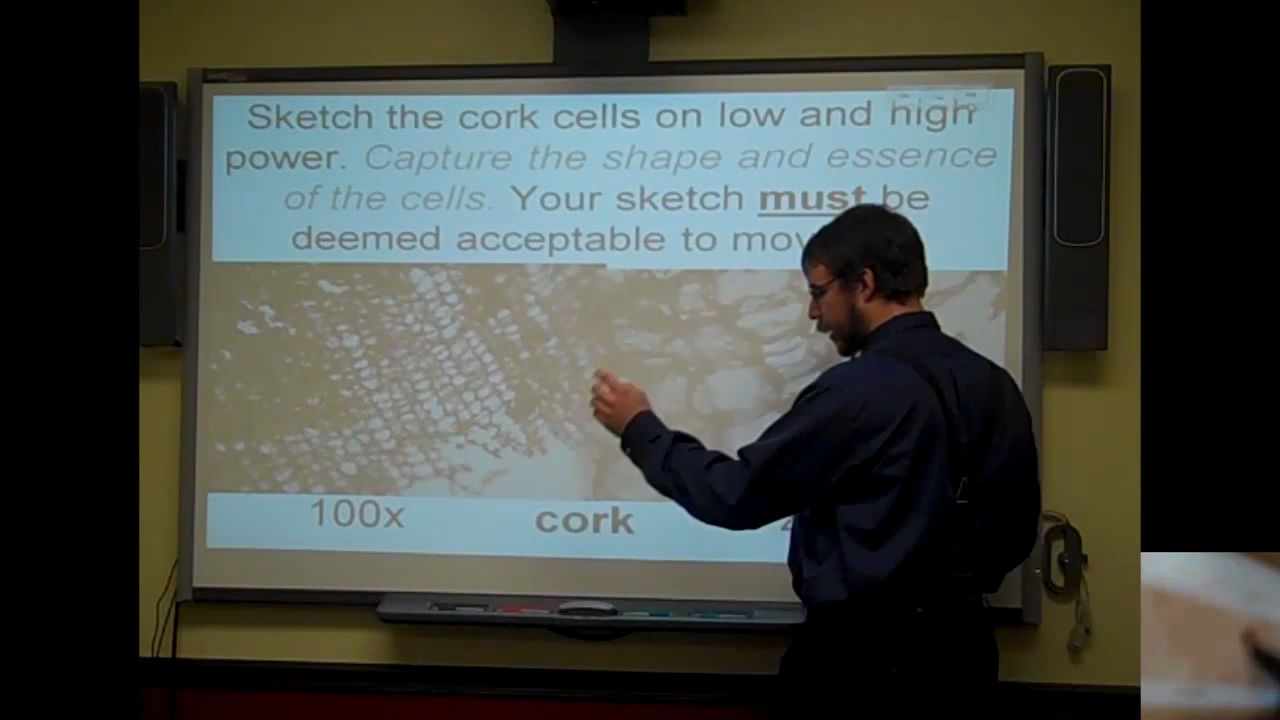 Sketch the cork cells on low and high
power. Capture the shape and essence
of the cells. Your sketch must be
deemed acceptable to
100x cork